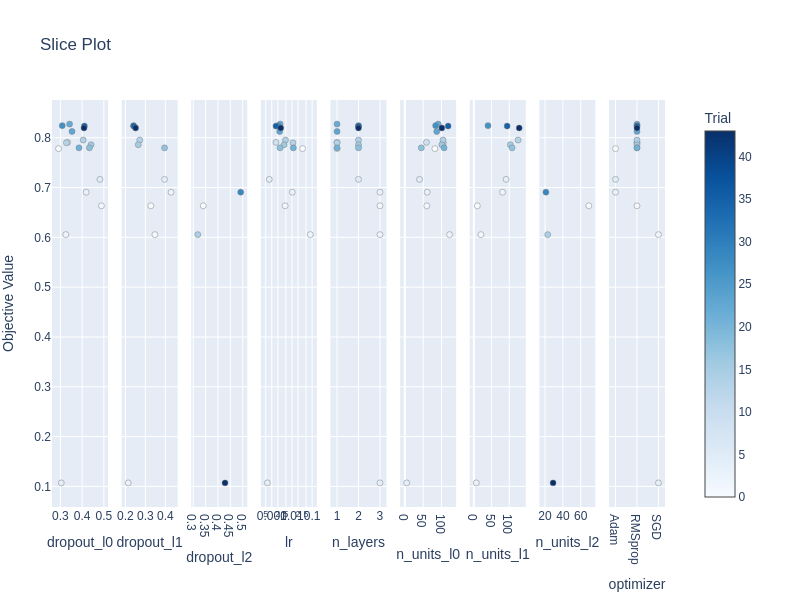 Slice Plot
Trial
Objective Value
0.8
0.7
0.6
0.5
0.4
0.3
0.2
0.1
40
35
30
25
20
15
10
5
0
0.3 0.4 0.5
dropout_l0
0.2 0.3 0.4
dropout_l1
0.3 0.35 0.4 0.45 0.5
dropout_l2
lr
1 2 3
n_layers
0 50 100
n_units_l0
0 50 100
n_units_l1
20 40 60
n_units_l2
Adam RMSprop SGD
optimizer